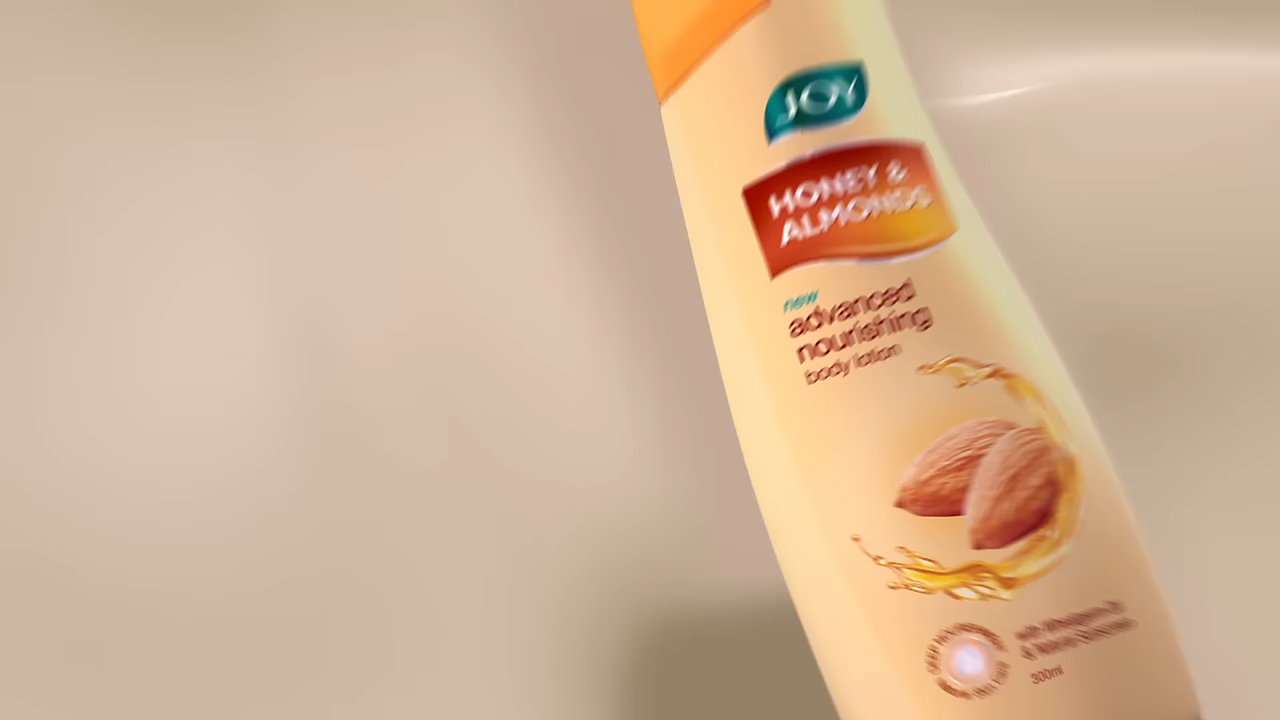 JOY
HONEY &
ALMONDS
new
advanced
nourishing
body lotion
300ml